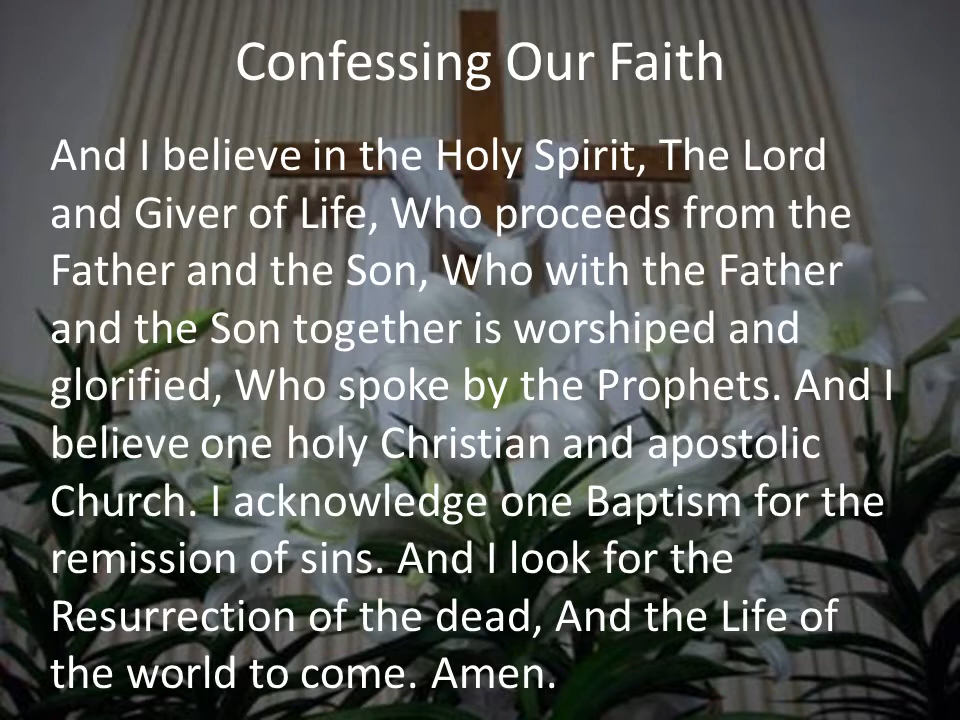 Confessing Our Faith
And I believe in the Holy Spirit, The Lord
and Giver of Life, Who proceeds from the
Father and the Son, Who with the Father
and the Son together is worshiped and
glorified, Who spoke by the Prophets. And I
believe one holy Christian and apostolic
Church. I acknowledge one Baptism for the
remission of sins. And I look for the
Resurrection of the dead, And the Life of
the world to come. Amen.